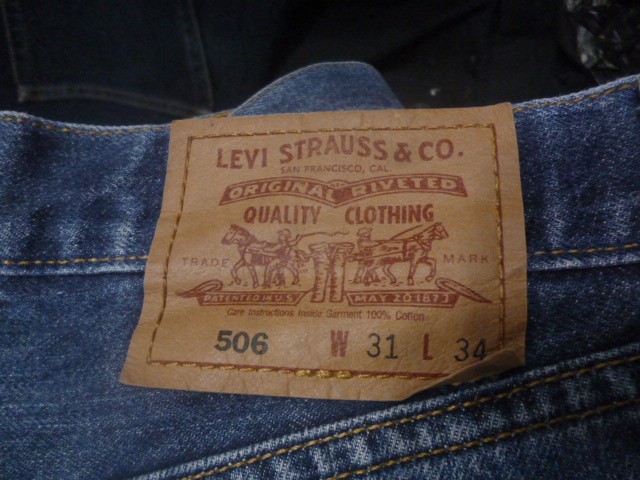 LEVI STRAUSS & CO.
SAN FRANCISCO, CAL.
ORIGINAL RIVETED
QUALITY CLOTHING
TRADE MARK
PATENTED IN U.S. MAY 20 1873
Care Instructions Inside Garment 100% Cotton
506 W 31 L 34